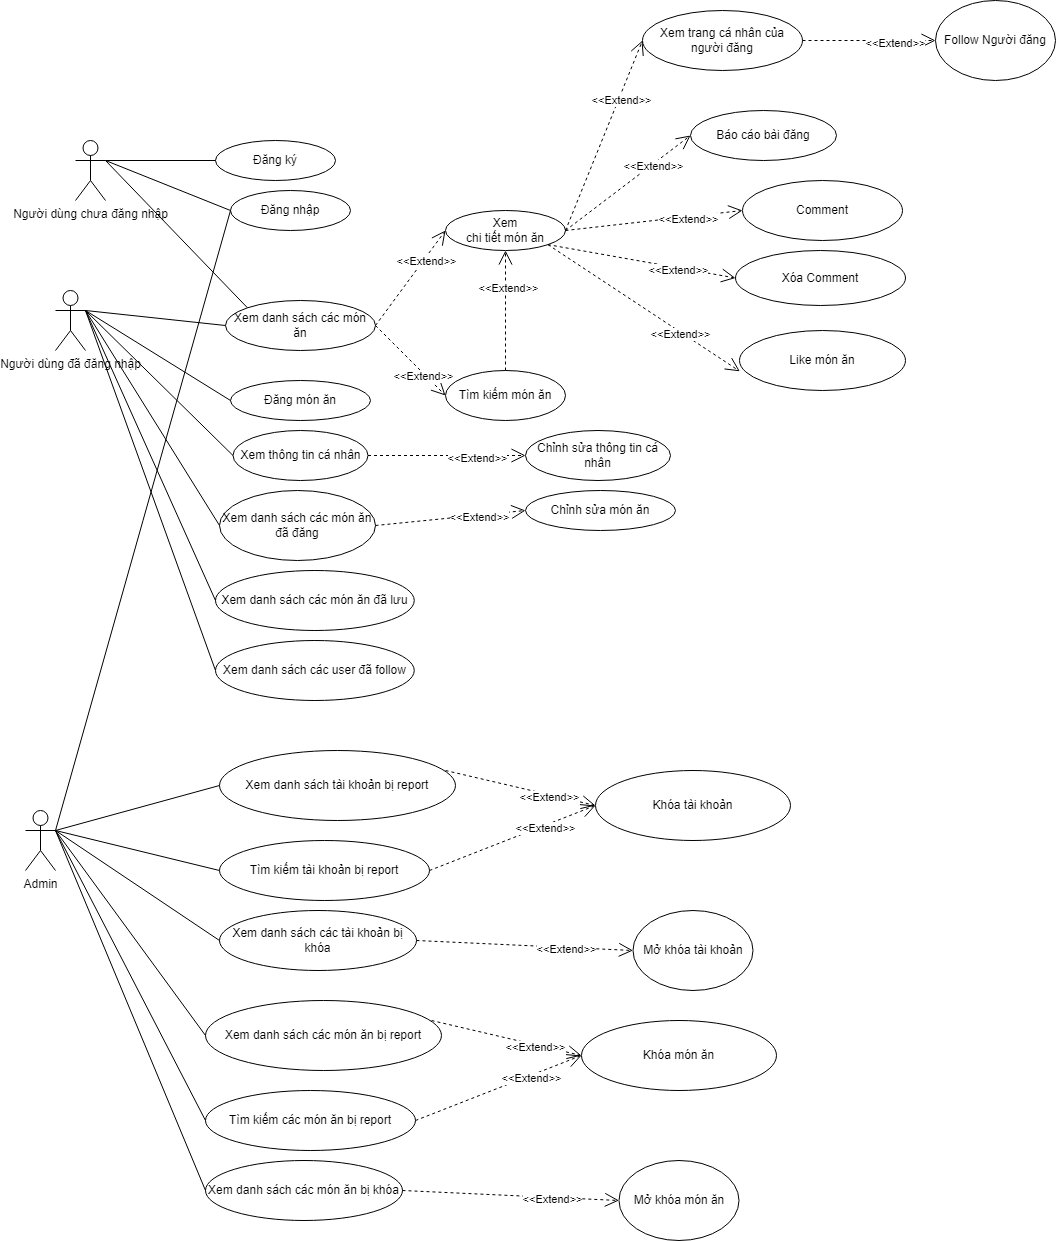 Xem trang cá nhân của
người đăng
<<Extend>>
Follow Người đăng
<<Extend>>
Báo cáo bải đăng
<<Extend>>
Đăng ký
Người dùng chưa đăng nhập
Đăng nhập
Xem
chi tiết món ăn
<<Extend>>
Comment
<<Extend>>
<<Extend>>
Xóa Comment
<<Extend>>
Xem danh sách các món
ăn
<<Extend>>
Like món ăn
Người dùng đã đăng nhập
<<Extend>>
Tìm kiếm món ăn
Đăng món ăn
Xem thông tin cá nhân
<<Extend>>
Chỉnh sửa thông tin cá
nhân
Xem danh sách các món ăn
đã đăng
<<Extend>>
Chỉnh sửa món ăn
Xem danh sách các món ăn đã lưu
Xem danh sách các user đã follow
Xem danh sách tài khoản bị report
<<Extend>>
Khóa tài khoản
<<Extend>>
Admin
Tìm kiếm tài khoản bị report
Xem danh sách các tài khoản bị
khóa
<<Extend>>
Mở khóa tài khoản
Xem danh sách các món ăn bị report
<<Extend>>
Khóa món ăn
<<Extend>>
Tìm kiếm các món ăn bị report
Xem danh sách các món ăn bị khóa
<<Extend>>
Mở khóa món ăn